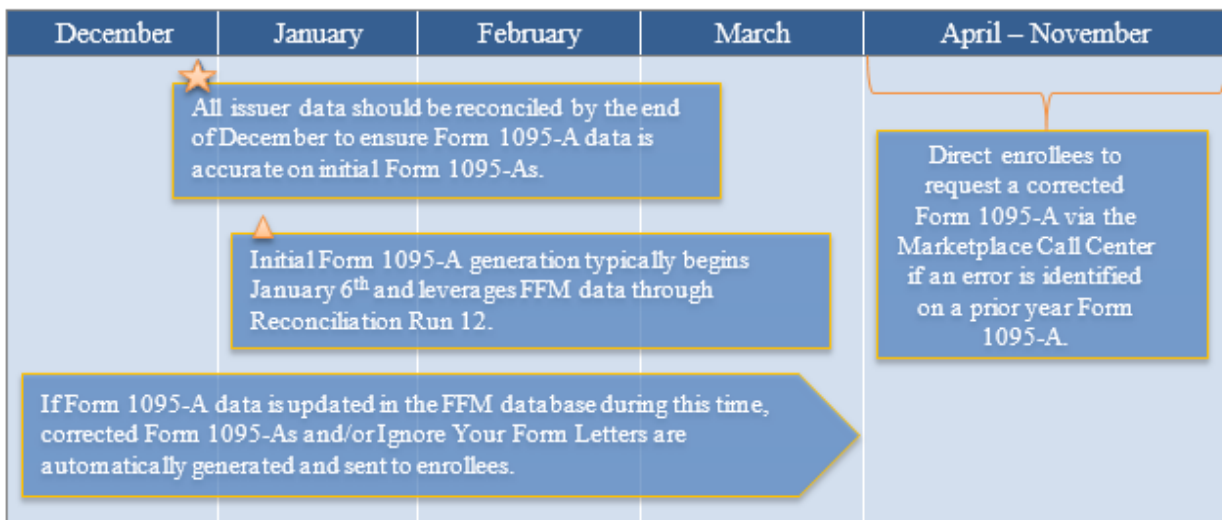 December January February March April – November
All issuer data should be reconciled by the end
of December to ensure Form 1095-A data is
accurate on initial Form 1095-As.
Initial Form 1095-A generation typically begins
January 6th and leverages FFM data through
Reconciliation Run 12.
If Form 1095-A data is updated in the FFM database during this time,
corrected Form 1095-As and/or Ignore Your Form Letters are
automatically generated and sent to enrollees.
Direct enrollees to
request a corrected
Form 1095-A via the
Marketplace Call Center
if an error is identified
on a prior year Form
1095-A.